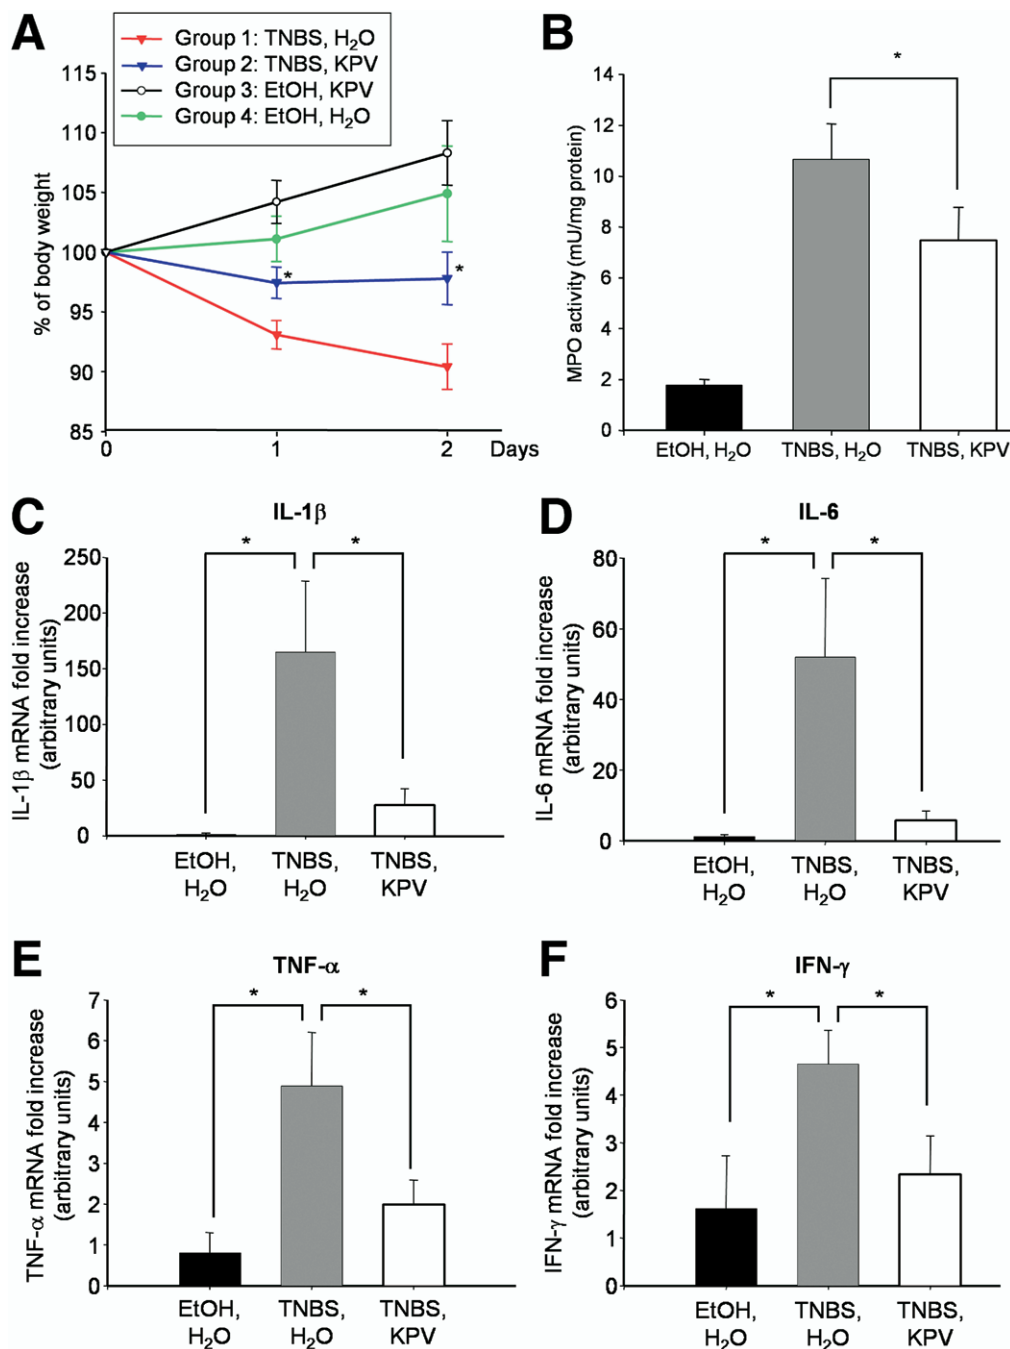 A
Group 1: TNBS, H₂O
Group 2: TNBS, KPV
Group 3: EtOH, KPV
Group 4: EtOH, H₂O
% of body weight
115
110
105
100
95
90
85
0
1
2
Days
*
*
B
MPO activity (mU/mg protein)
14
12
10
8
6
4
2
0
*
EtOH, H₂O
TNBS, H₂O
TNBS, KPV
C
IL-1β
IL-1β mRNA fold increase
(arbitrary units)
250
200
150
100
50
0
*
*
EtOH,
H₂O
TNBS,
H₂O
TNBS,
KPV
D
IL-6
IL-6 mRNA fold increase
(arbitrary units)
80
60
40
20
0
*
*
EtOH,
H₂O
TNBS,
H₂O
TNBS,
KPV
E
TNF-α
TNF-α mRNA fold increase
(arbitrary units)
7
6
5
4
3
2
1
0
*
*
EtOH,
H₂O
TNBS,
H₂O
TNBS,
KPV
F
IFN-γ
IFN-γ mRNA fold increase
(arbitrary units)
6
5
4
3
2
1
0
*
*
EtOH,
H₂O
TNBS,
H₂O
TNBS,
KPV